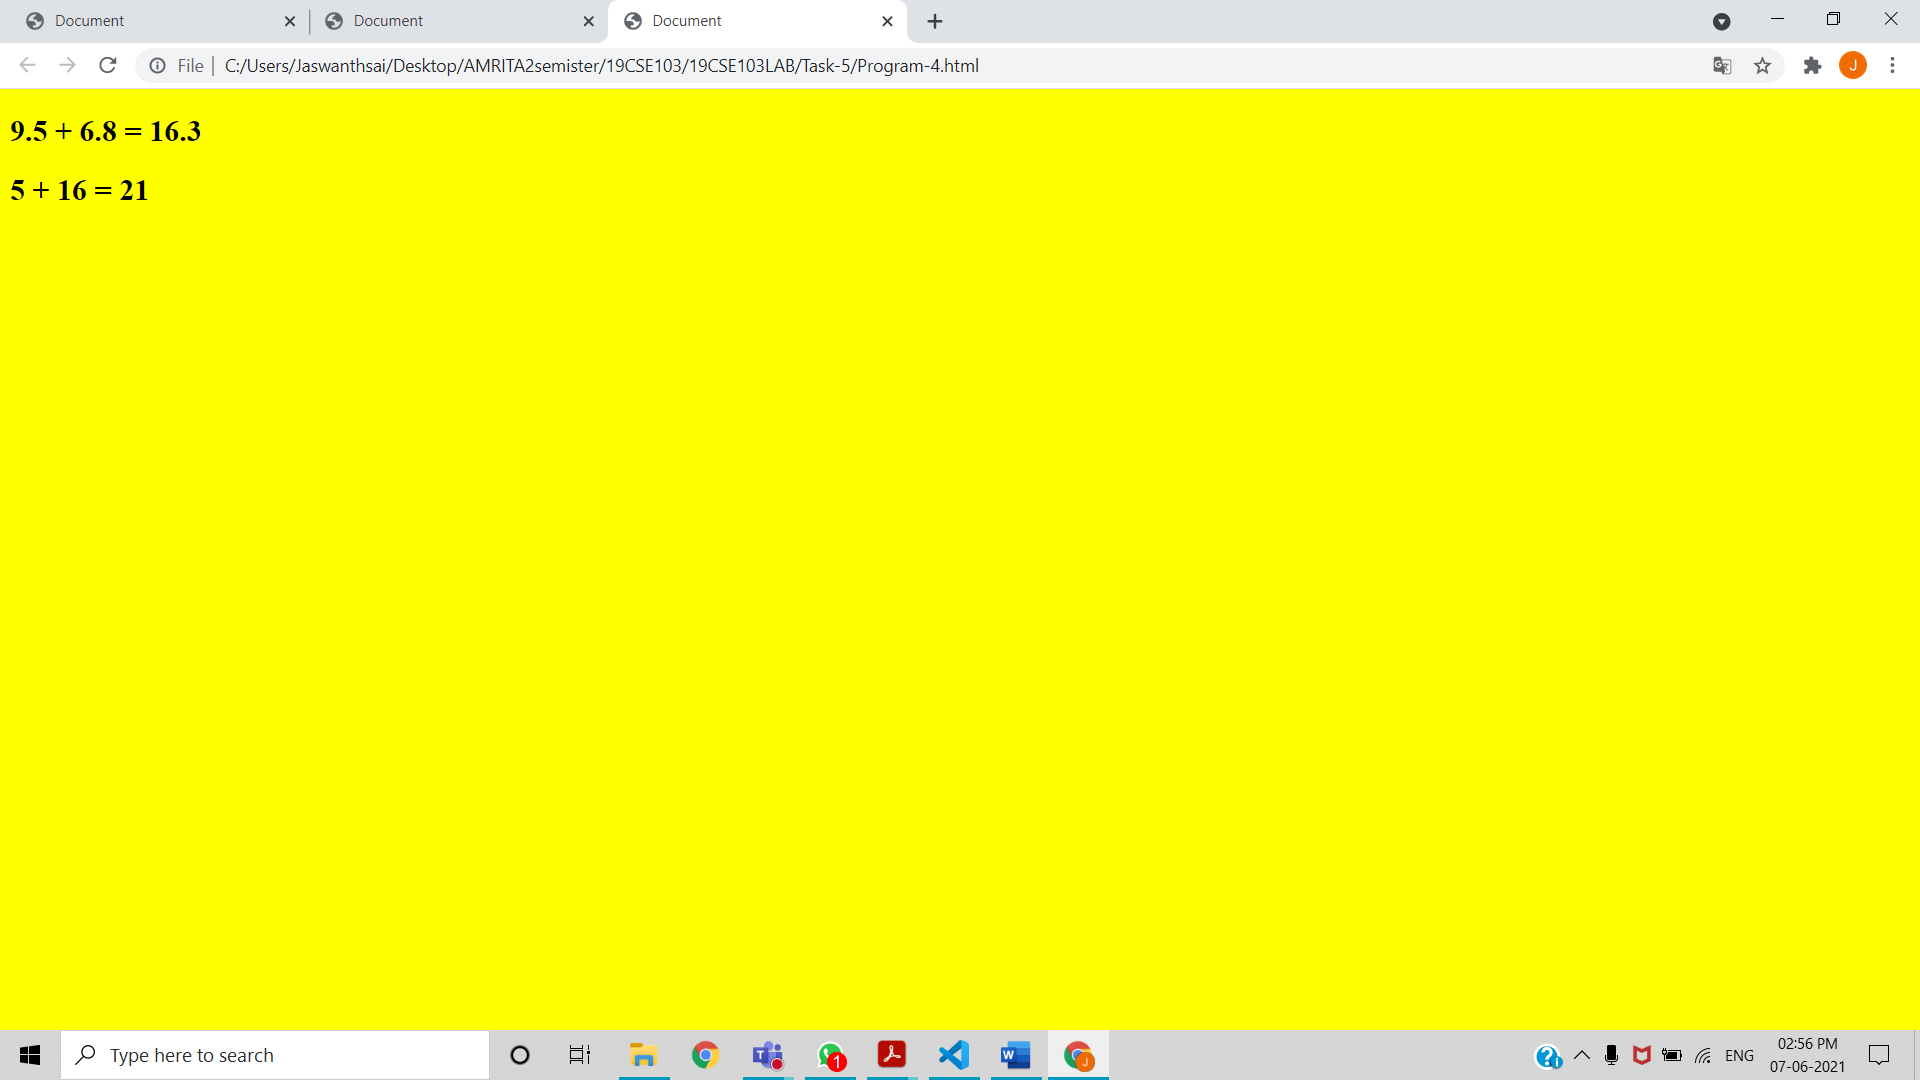 Document
Document
Document
File
C:/Users/Jaswanthsai/Desktop/AMRITA2semister/19CSE103/19CSE103LAB/Task-5/Program-4.html
J
9.5 + 6.8 = 16.3
5 + 16 = 21
Type here to search
T
1
W
J
ENG
02:56 PM
07-06-2021